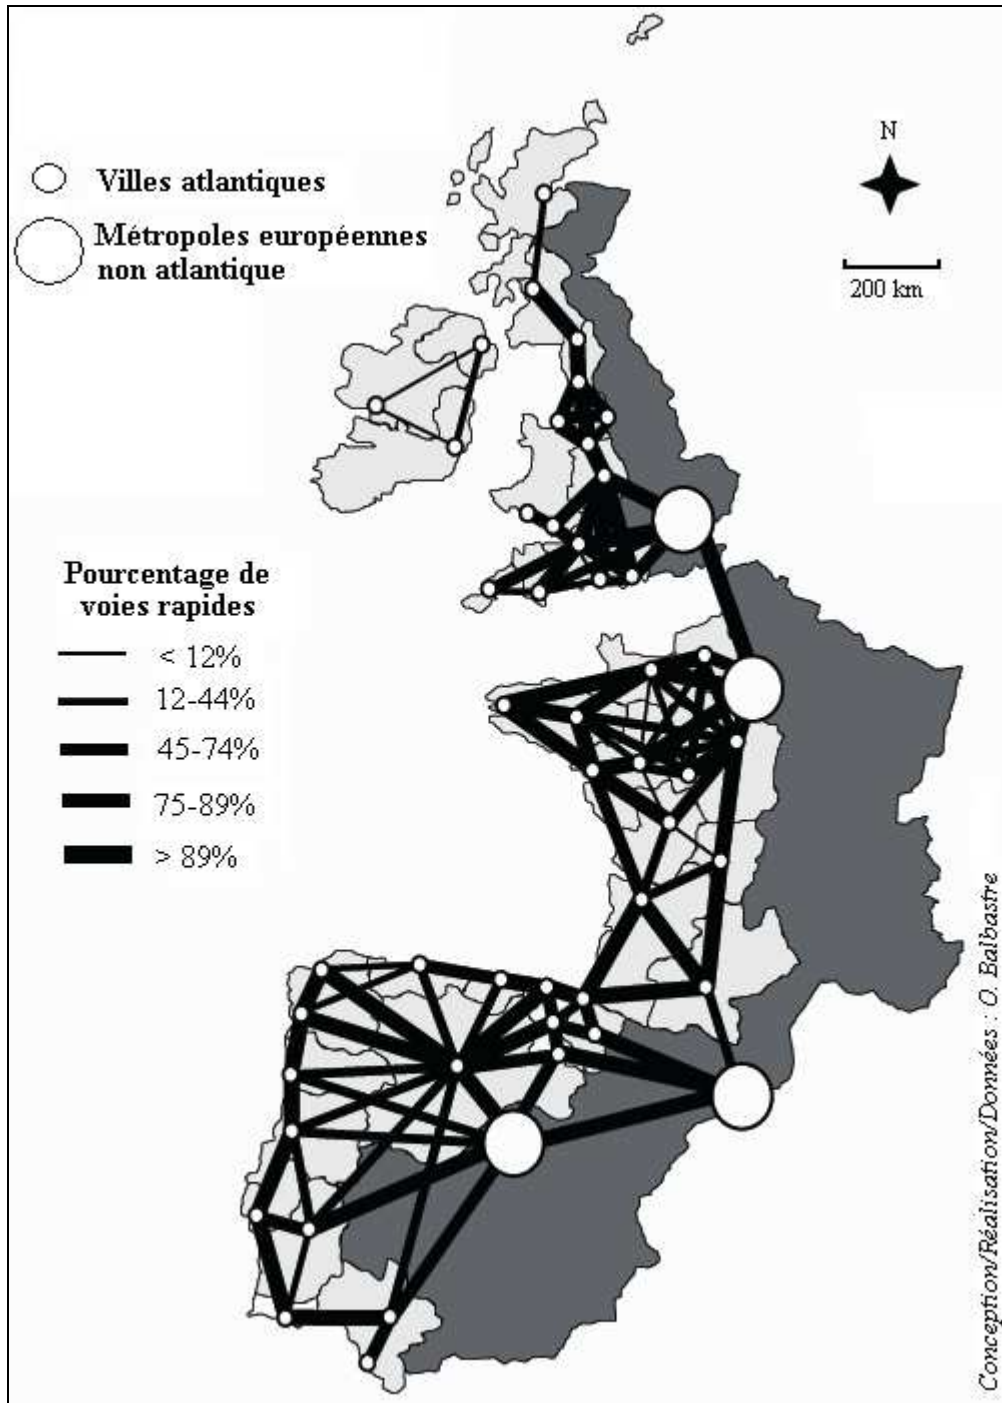 N
Villes atlantiques
Métropoles européennes
non atlantique
200 km
Pourcentage de
voies rapides
< 12%
12-44%
45-74%
75-89%
> 89%
Conception/Réalisation/Données : O. Balbastre